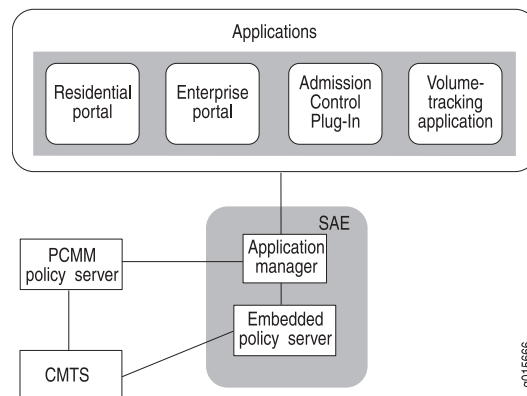 Applications
Residential
portal
Enterprise
portal
Admission
Control
Plug-In
Volume-
tracking
application
SAE
Application
manager
PCMM
policy server
Embedded
policy server
CMTS
g015666